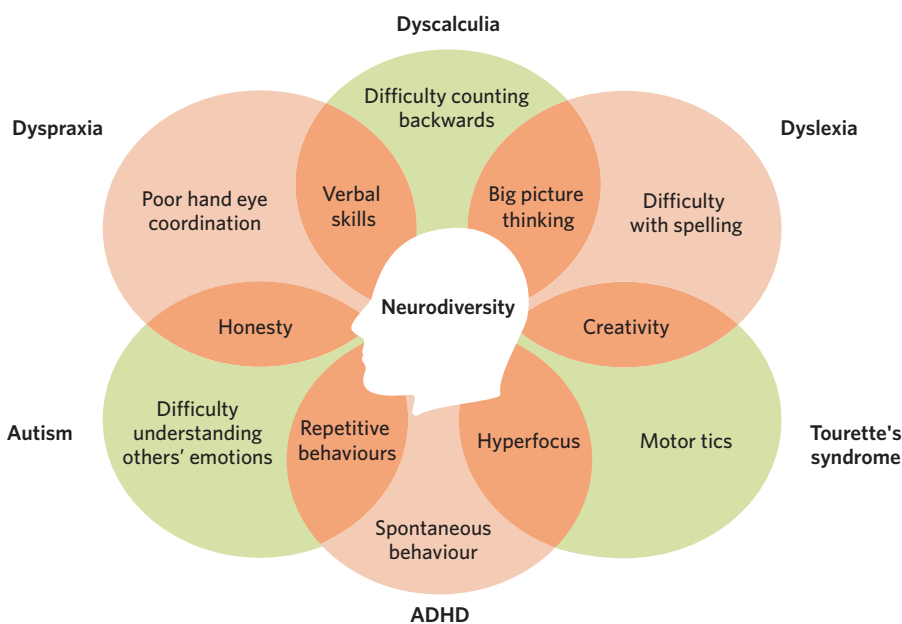 Dyscalculia
Difficulty counting
backwards
Dyspraxia
Dyslexia
Poor hand eye
coordination
Verbal
skills
Big picture
thinking
Difficulty
with spelling
Neurodiversity
Honesty
Creativity
Autism
Difficulty
understanding
others’ emotions
Repetitive
behaviours
Hyperfocus
Motor tics
Tourette's
syndrome
Spontaneous
behaviour
ADHD